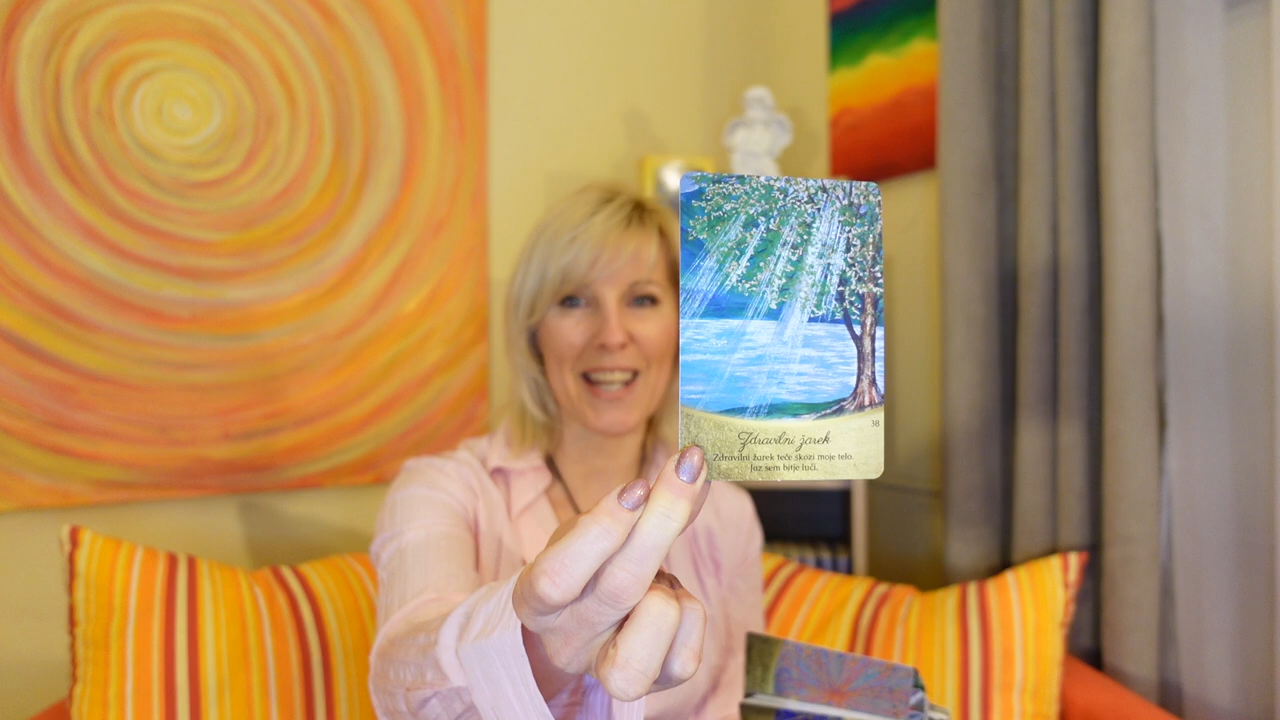 38
Zdravilni žarek
Zdravilni žarek teče skozi moje telo.
Jaz sem bitje luči.